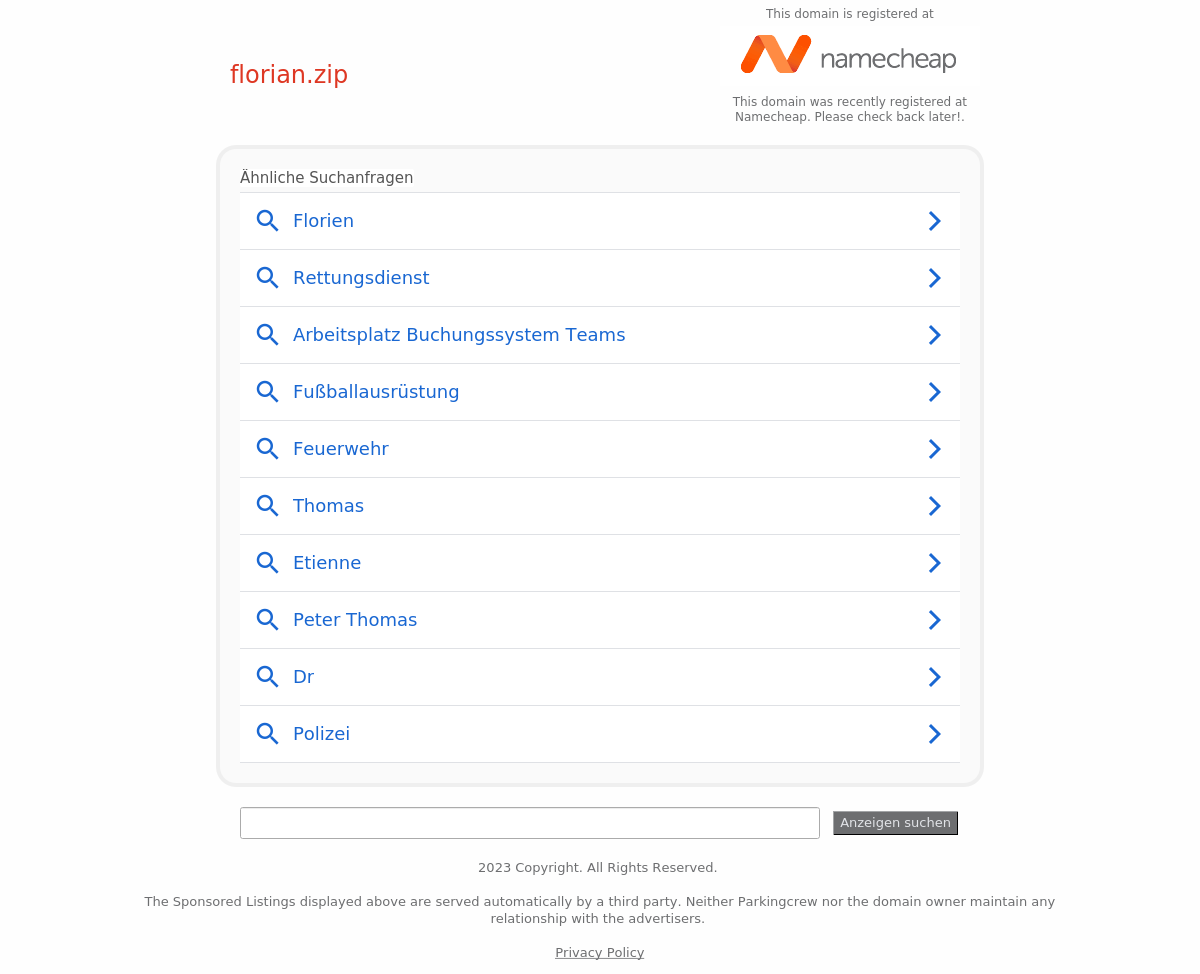 This domain is registered at
namecheap
florian.zip
This domain was recently registered at
Namecheap. Please check back later!.
Ähnliche Suchanfragen
Florien
Rettungsdienst
Arbeitsplatz Buchungssystem Teams
Fußballausrüstung
Feuerwehr
Thomas
Etienne
Peter Thomas
Dr
Polizei
Anzeigen suchen
2023 Copyright. All Rights Reserved.
The Sponsored Listings displayed above are served automatically by a third party. Neither Parkingcrew nor the domain owner maintain any
relationship with the advertisers.
Privacy Policy